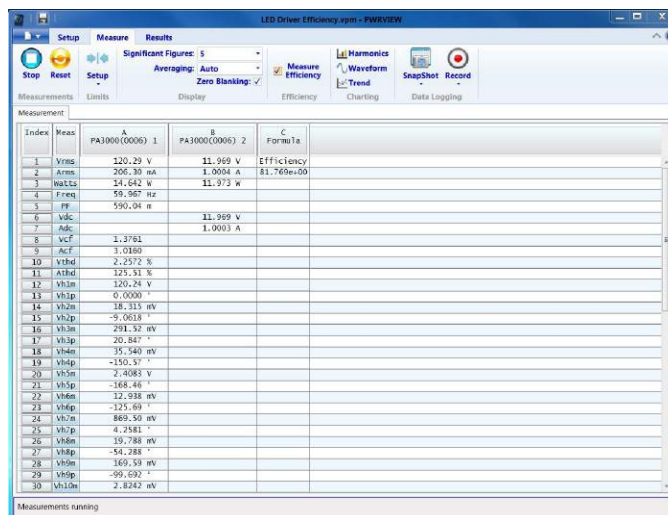 LED Driver Efficiency.vpm - PWRVIEW
Setup Measure Results
Stop Reset Setup
Significant Figures: 5
Averaging: Auto
Zero Blanking:
Measure Efficiency
Harmonics
Waveform
Trend
SnapShot Record
Measurements Limits Display Efficiency Charting Data Logging
Measurement
Index Meas A PA3000(0006) 1 B PA3000(0006) 2 C Formula
1 Vrms 120.29 V 11.969 V Efficiency
2 Arms 206.30 mA 1.0004 A 81.769e+00
3 Watts 14.642 W 11.973 W
4 Freq 59.967 Hz
5 PF 590.04 m
6 Vdc 11.969 V
7 Adc 1.0003 A
8 Vcf 1.3761
9 Acf 3.0160
10 Vthd 2.2572 %
11 Athd 125.51 %
12 Vh1m 120.24 V
13 Vh1p 0.0000 °
14 Vh2m 18.315 mV
15 Vh2p -9.0618 °
16 Vh3m 291.52 mV
17 Vh3p 20.847 °
18 Vh4m 35.540 mV
19 Vh4p -150.57 °
20 Vh5m 2.4083 V
21 Vh5p -168.46 °
22 Vh6m 12.938 mV
23 Vh6p -125.69 °
24 Vh7m 869.50 mV
25 Vh7p 4.2581 °
26 Vh8m 19.788 mV
27 Vh8p -54.288 °
28 Vh9m 169.59 mV
29 Vh9p -99.692 °
30 Vh10m 2.8242 mV
Measurements running